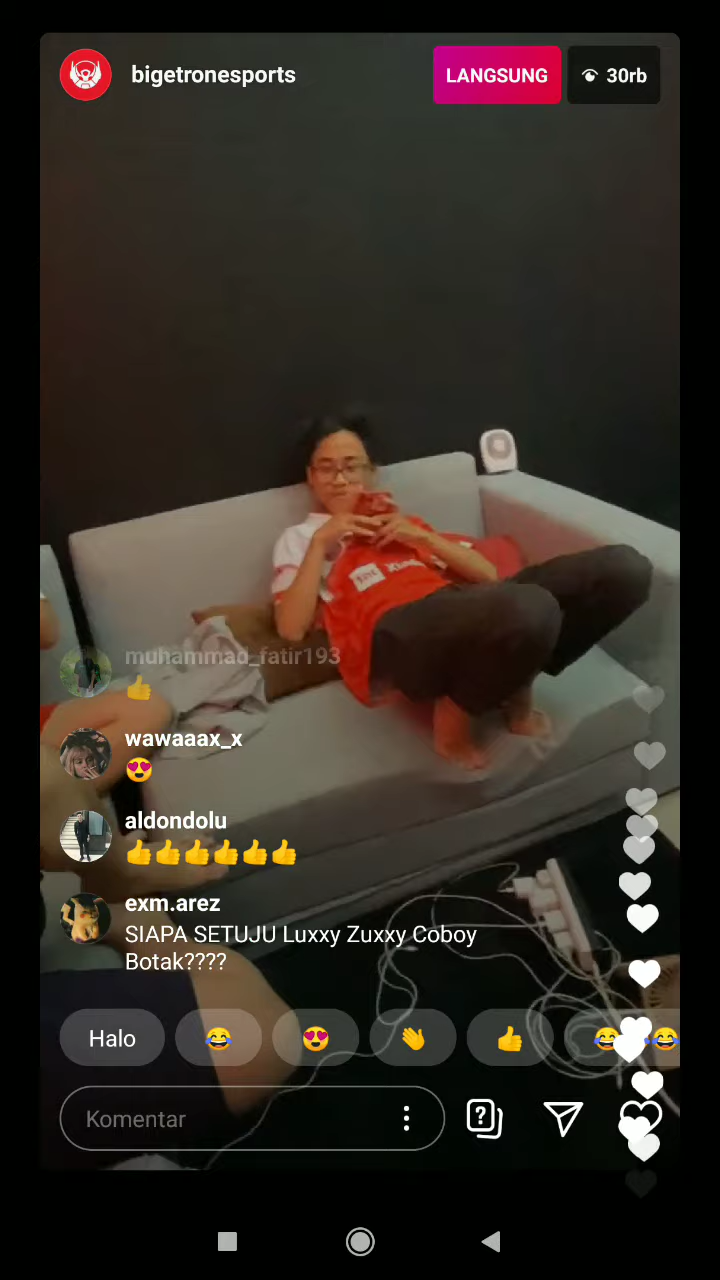 bigetronesports
LANGSUNG
30rb
muhammad_fatir193
👍
wawaaax_x
😍
aldondolu
👍👍👍👍👍👍
exm.arez
SIAPA SETUJU Luxxy Zuxxy Coboy
Botak????
Halo 😂 😍 👋 👍 😂 😂
Komentar